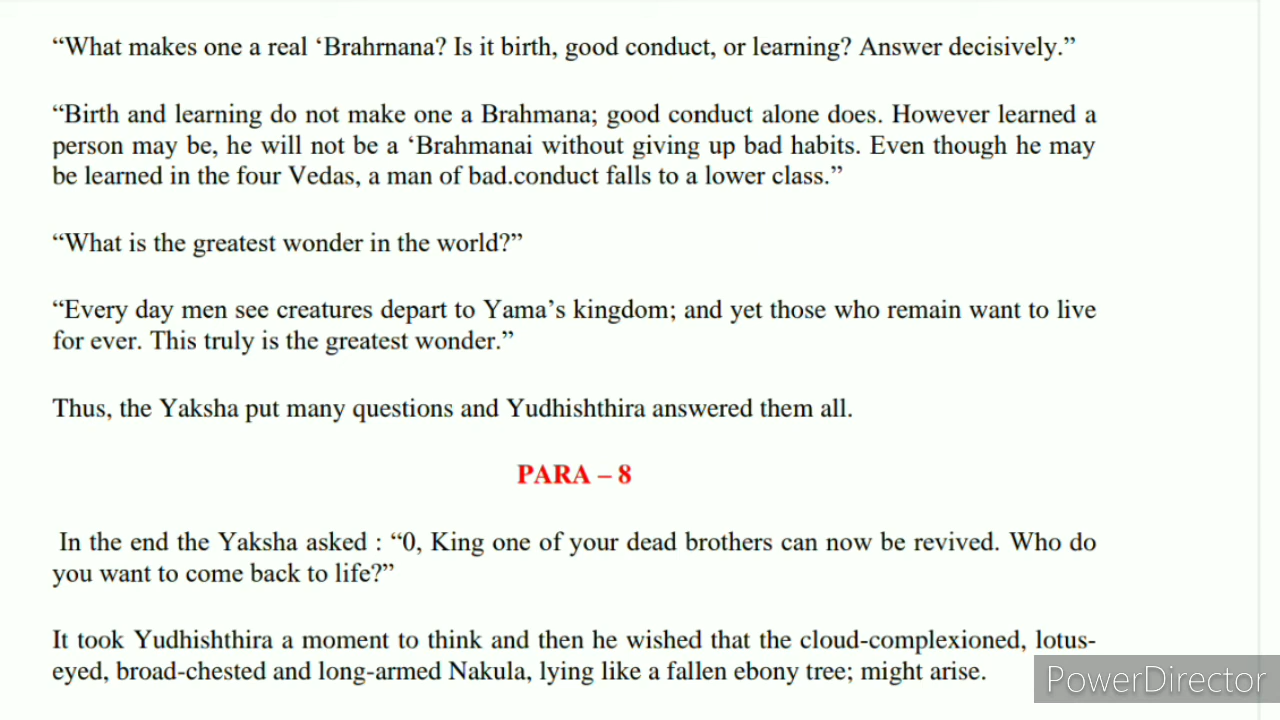 “What makes one a real ‘Brahrnana? Is it birth, good conduct, or learning? Answer decisively.”
“Birth and learning do not make one a Brahmana; good conduct alone does. However learned a
person may be, he will not be a ‘Brahmanai without giving up bad habits. Even though he may
be learned in the four Vedas, a man of bad.conduct falls to a lower class.”
“What is the greatest wonder in the world?”
“Every day men see creatures depart to Yama’s kingdom; and yet those who remain want to live
for ever. This truly is the greatest wonder.”
Thus, the Yaksha put many questions and Yudhishthira answered them all.
PARA – 8
In the end the Yaksha asked : “0, King one of your dead brothers can now be revived. Who do
you want to come back to life?”
It took Yudhishthira a moment to think and then he wished that the cloud-complexioned, lotus-
eyed, broad-chested and long-armed Nakula, lying like a fallen ebony tree; might arise.
PowerDirector